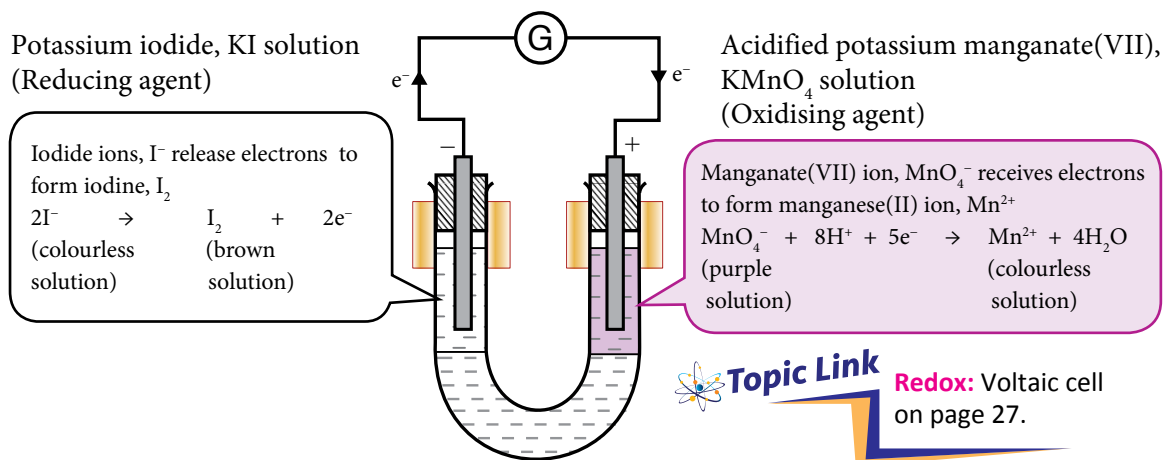 G
Potassium iodide, KI solution
(Reducing agent)
e⁻
e⁻
Acidified potassium manganate(VII),
KMnO₄ solution
(Oxidising agent)
Iodide ions, I⁻ release electrons to
form iodine, I₂
2I⁻ → I₂ + 2e⁻
(colourless (brown
solution) solution)
−
+
Manganate(VII) ion, MnO₄⁻ receives electrons
to form manganese(II) ion, Mn²⁺
MnO₄⁻ + 8H⁺ + 5e⁻ → Mn²⁺ + 4H₂O
(purple (colourless
solution) solution)
Topic Link
Redox: Voltaic cell
on page 27.